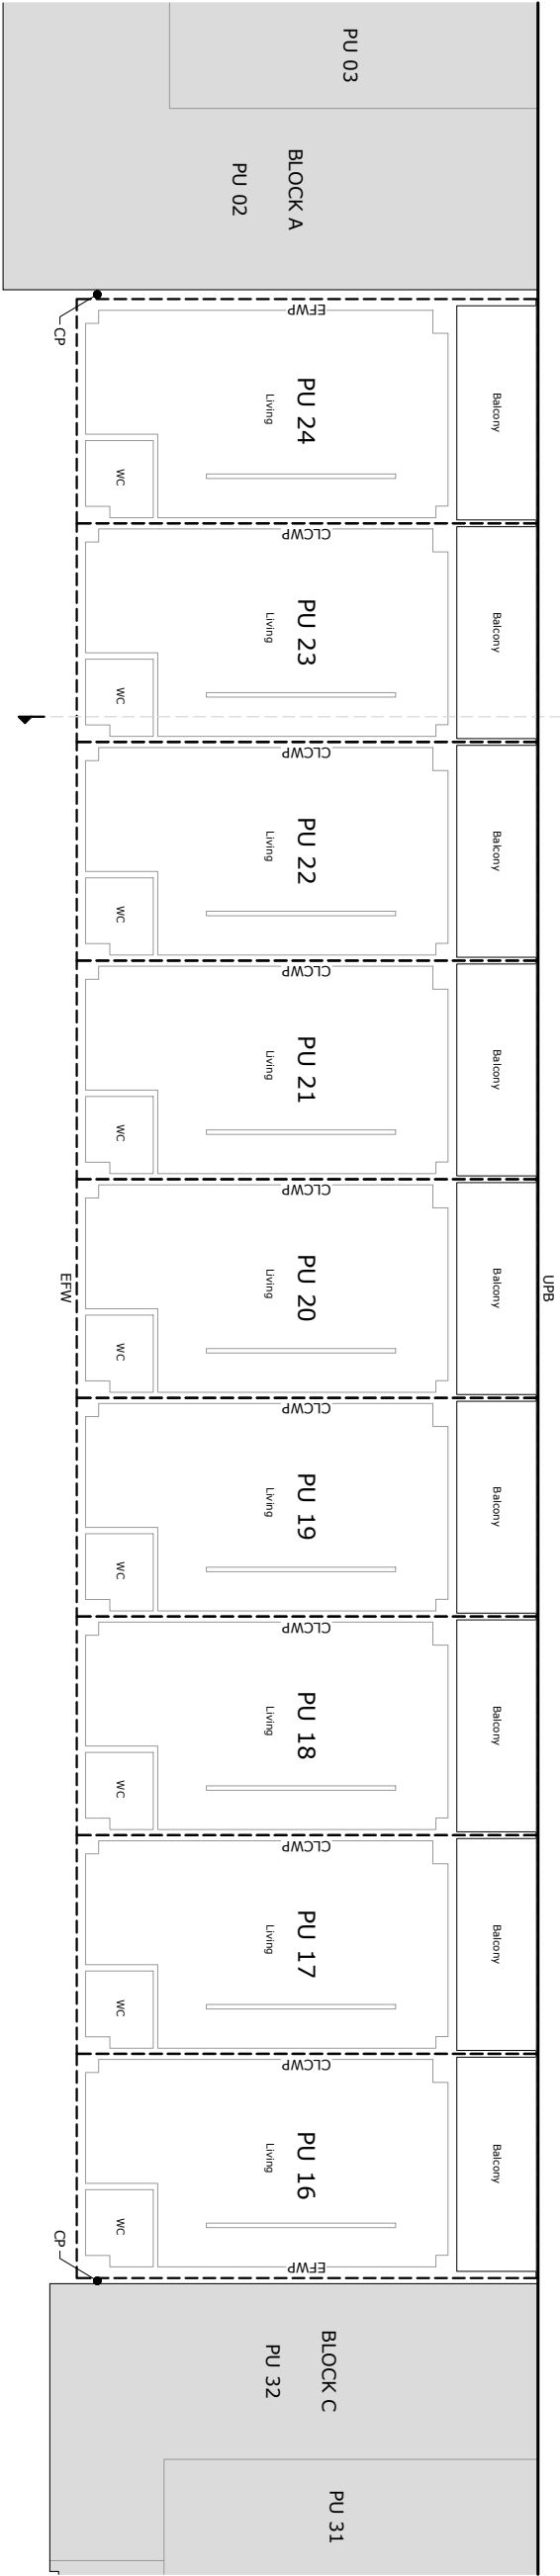 PU 03
BLOCK A
PU 02
CP
EFWP
PU 24
Living
Balcony
WC
CLCWP
PU 23
Living
Balcony
WC
CLCWP
PU 22
Living
Balcony
WC
CLCWP
PU 21
Living
Balcony
WC
CLCWP
PU 20
Living
Balcony
WC
EFW
UPB
CLCWP
PU 19
Living
Balcony
WC
CLCWP
PU 18
Living
Balcony
WC
CLCWP
PU 17
Living
Balcony
WC
CLCWP
PU 16
Living
Balcony
WC
EFWP
CP
BLOCK C
PU 32
PU 31
1